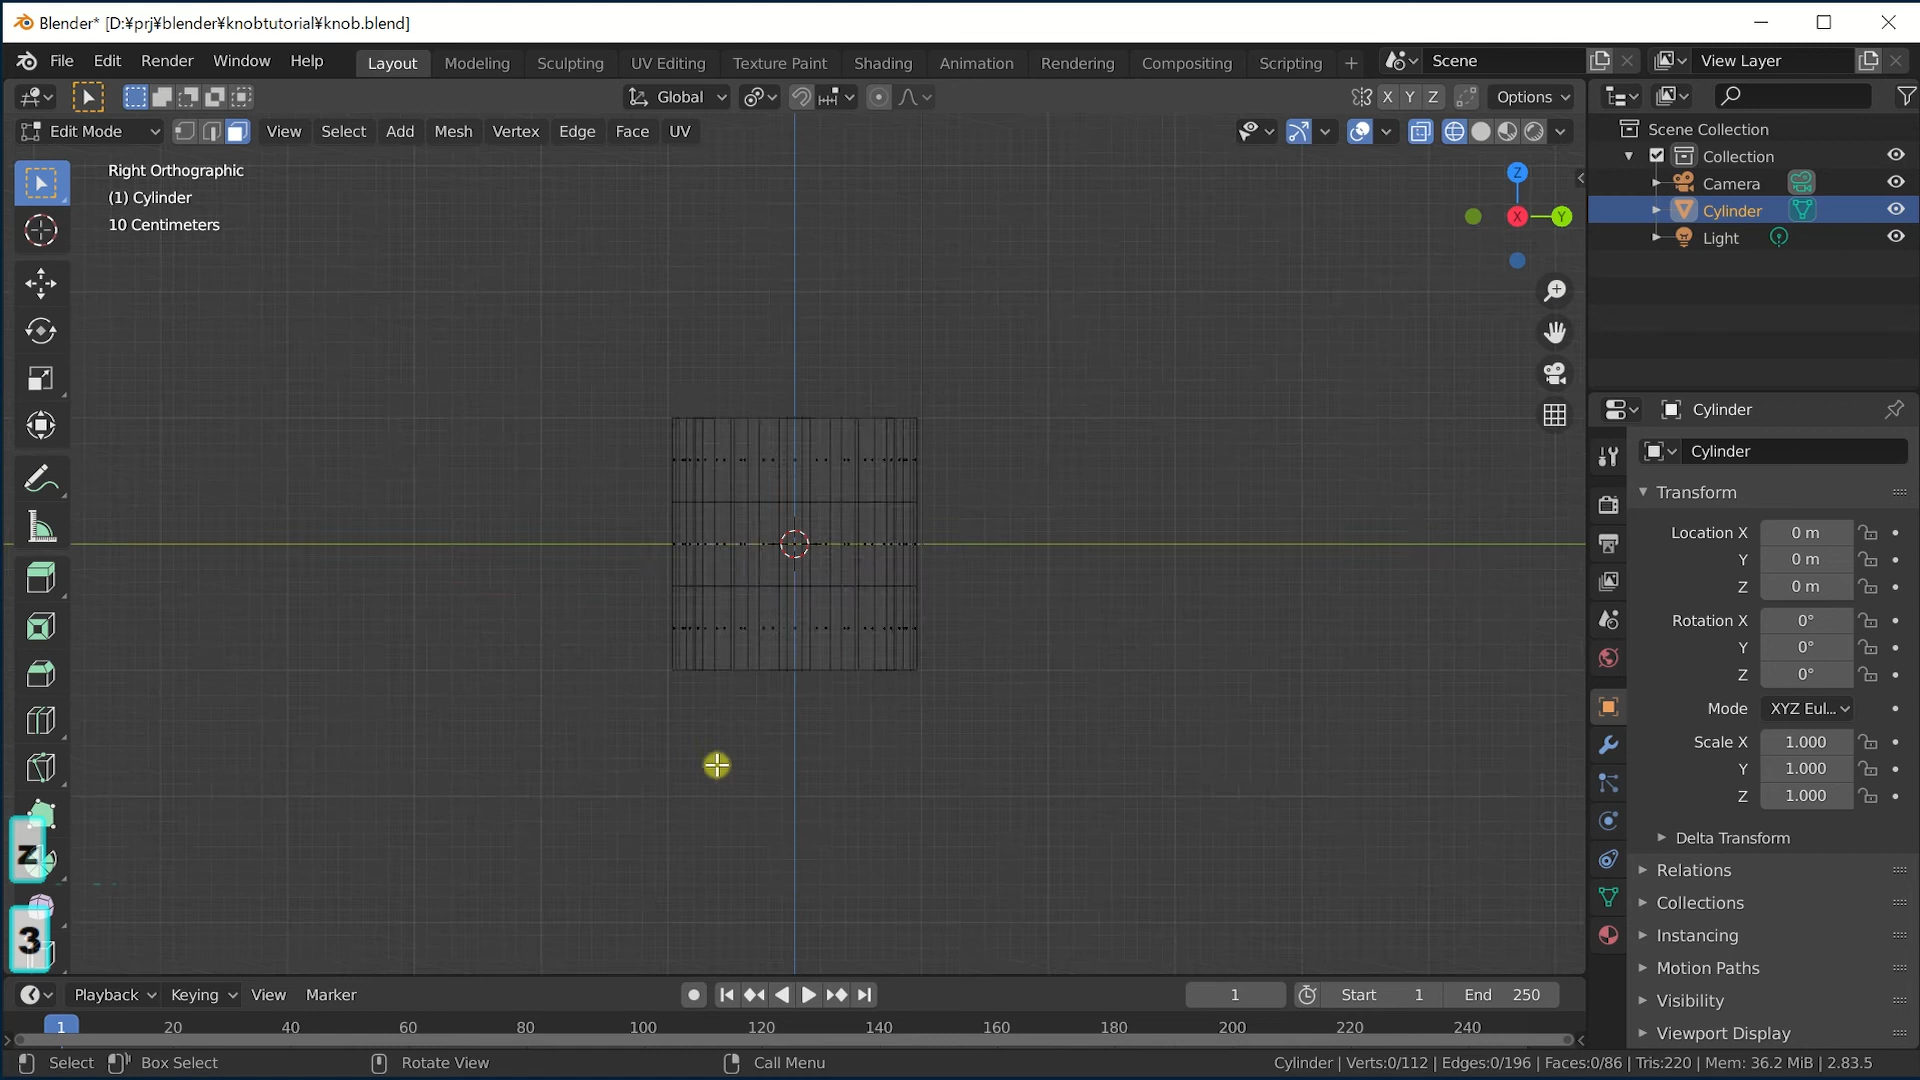 Blender* [D:¥prj¥blender¥knobtutorial¥knob.blend]
File Edit Render Window Help Layout Modeling Sculpting UV Editing Texture Paint Shading Animation Rendering Compositing Scripting + Scene View Layer
Global X Y Z Options
Edit Mode View Select Add Mesh Vertex Edge Face UV
Right Orthographic
(1) Cylinder
10 Centimeters
Z
X
Y
z
3
Scene Collection
Collection
Camera
Cylinder
Light
Cylinder
Cylinder
Transform
Location X 0 m
Y 0 m
Z 0 m
Rotation X 0°
Y 0°
Z 0°
Mode XYZ Eul...
Scale X 1.000
Y 1.000
Z 1.000
Delta Transform
Relations
Collections
Instancing
Motion Paths
Visibility
Viewport Display
Playback Keying View Marker 1 Start 1 End 250
1 20 40 60 80 100 120 140 160 180 200 220 240
Select Box Select Rotate View Call Menu Cylinder | Verts:0/112 | Edges:0/196 | Faces:0/86 | Tris:220 | Mem: 36.2 MiB | 2.83.5